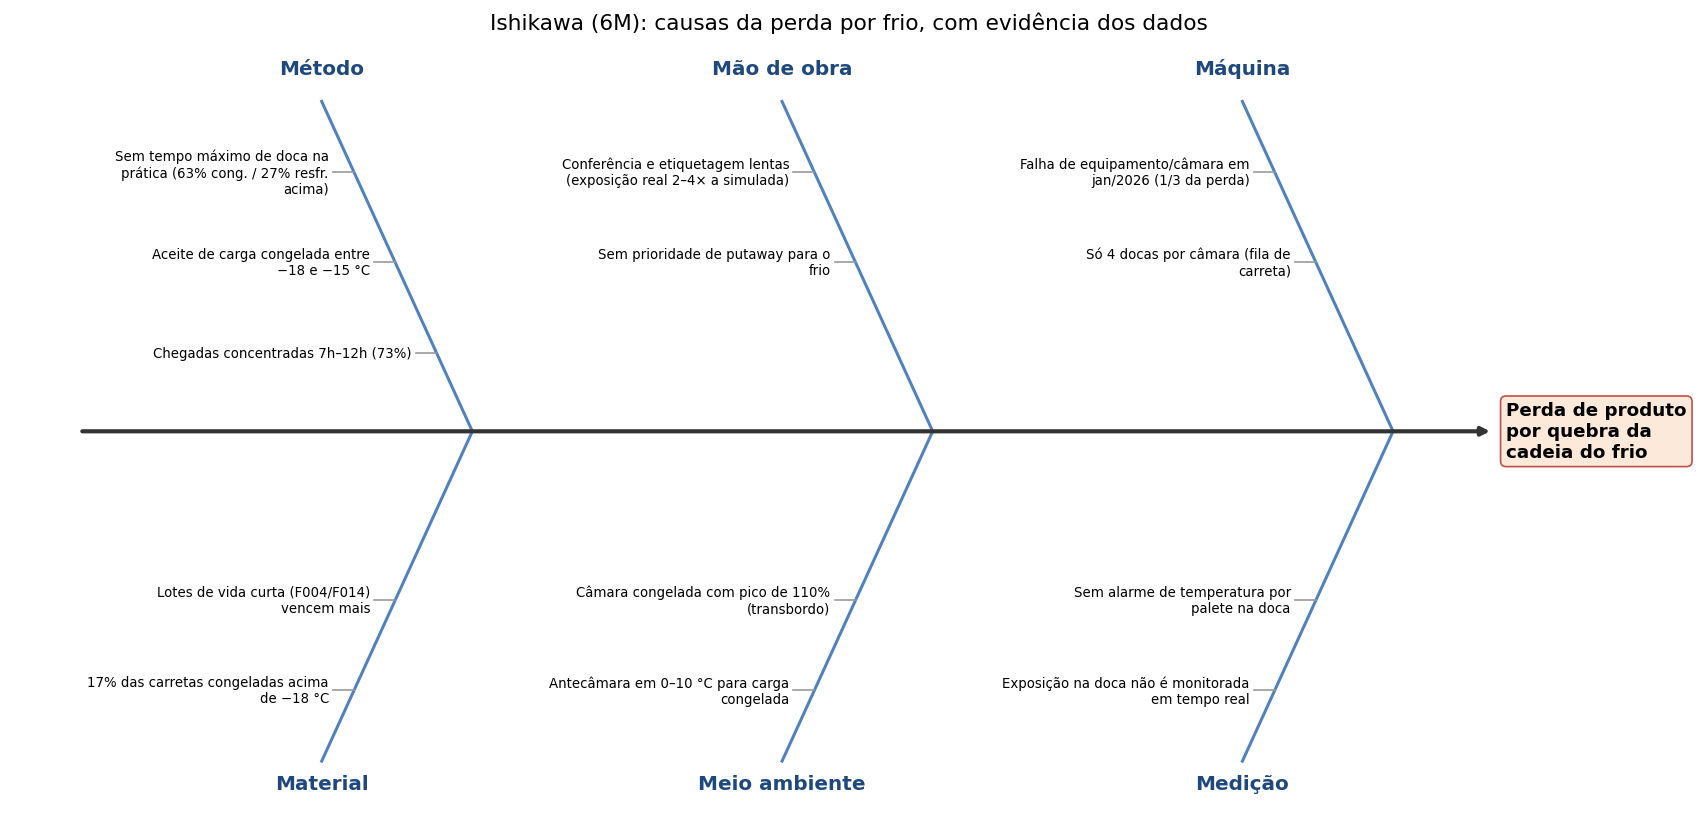 Ishikawa (6M): causas da perda por frio, com evidência dos dados
Método
Mão de obra
Máquina
Sem tempo máximo de doca na
prática (63% cong. / 27% resfr.
acima)
Conferência e etiquetagem lentas
(exposição real 2–4× a simulada)
Falha de equipamento/câmara em
jan/2026 (1/3 da perda)
Aceite de carga congelada entre
−18 e −15 °C
Sem prioridade de putaway para o
frio
Só 4 docas por câmara (fila de
carreta)
Chegadas concentradas 7h–12h (73%)
Perda de produto
por quebra da
cadeia do frio
Lotes de vida curta (F004/F014)
vencem mais
Câmara congelada com pico de 110%
(transbordo)
Sem alarme de temperatura por
palete na doca
17% das carretas congeladas acima
de −18 °C
Antecâmara em 0–10 °C para carga
congelada
Exposição na doca não é monitorada
em tempo real
Material
Meio ambiente
Medição